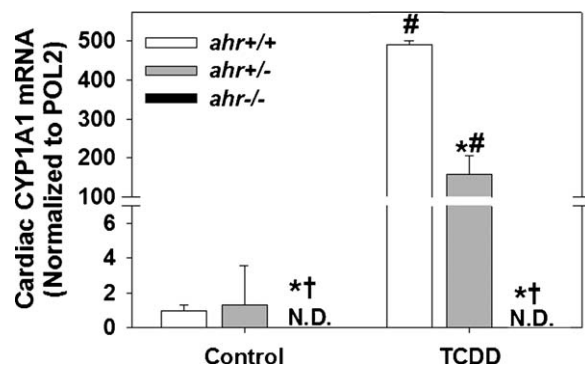 Cardiac CYP1A1 mRNA
(Normalized to POL2)
500
400
300
200
100
6
4
2
0
ahr+/+
ahr+/-
ahr-/-
#
*#
*†
N.D.
*†
N.D.
Control
TCDD